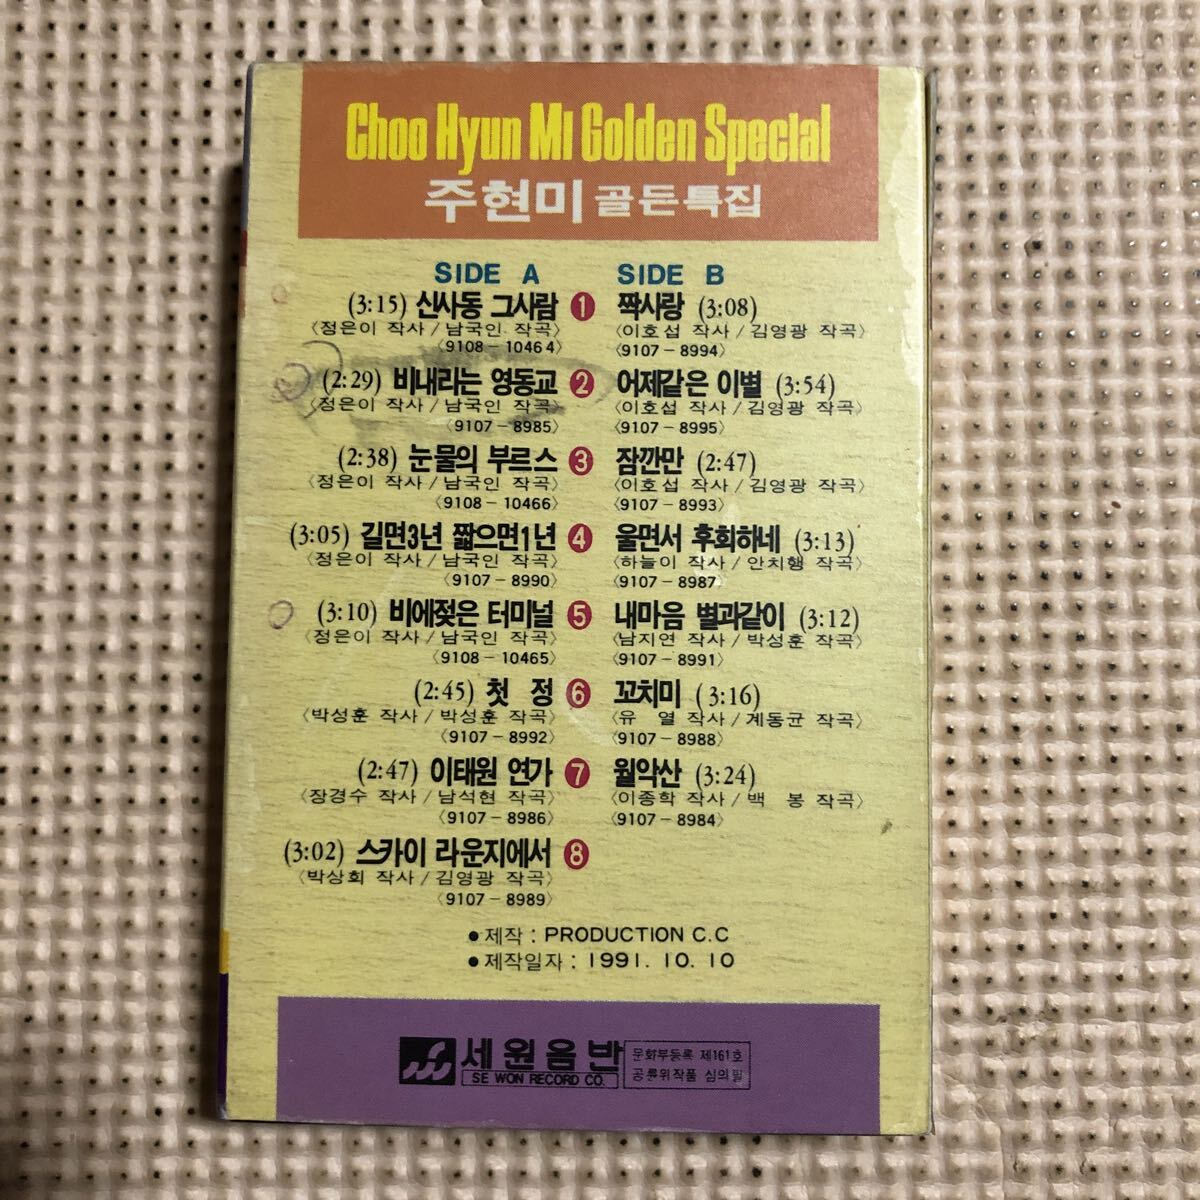 Choo Hyun Mi Golden Special
주현미 골든특집
SIDE A
(3:15) 신사동 그사람 1
〈정은이 작사/남국인 작곡〉
〈9108-10464〉
(2:29) 비내리는 영동교 2
〈정은이 작사/남국인 작곡〉
〈9107-8985〉
(2:38) 눈물의 부르스 3
〈정은이 작사/남국인 작곡〉
〈9108-10466〉
(3:05) 길면3년 짧으면1년 4
〈정은이 작사/남국인 작곡〉
〈9107-8990〉
(3:10) 비에젖은 터미널 5
〈정은이 작사/남국인 작곡〉
〈9108-10465〉
(2:45) 첫 정 6
〈박성훈 작사/박성훈 작곡〉
〈9107-8992〉
(2:47) 이태원 연가 7
〈장경수 작사/남석현 작곡〉
〈9107-8986〉
(3:02) 스카이 라운지에서 8
〈박상회 작사/김영광 작곡〉
〈9107-8989〉
SIDE B
짝사랑 (3:08)
〈이호섭 작사/김영광 작곡〉
〈9107-8994〉
어제같은 이별 (3:54)
〈이호섭 작사/김영광 작곡〉
〈9107-8995〉
잠깐만 (2:47)
〈이호섭 작사/김영광 작곡〉
〈9107-8993〉
울면서 후회하네 (3:13)
〈하늘이 작사/안치행 작곡〉
〈9107-8987〉
내마음 별과같이 (3:12)
〈남지연 작사/박성훈 작곡〉
〈9107-8991〉
꼬치미 (3:16)
〈유 열 작사/계동균 작곡〉
〈9107-8988〉
월악산 (3:24)
〈이종학 작사/백 봉 작곡〉
〈9107-8984〉
●제작 : PRODUCTION C.C
●제작일자 : 1991. 10. 10
세원음반
SE WON RECORD CO.
문화부등록 제161호
공륜위작품 심의필